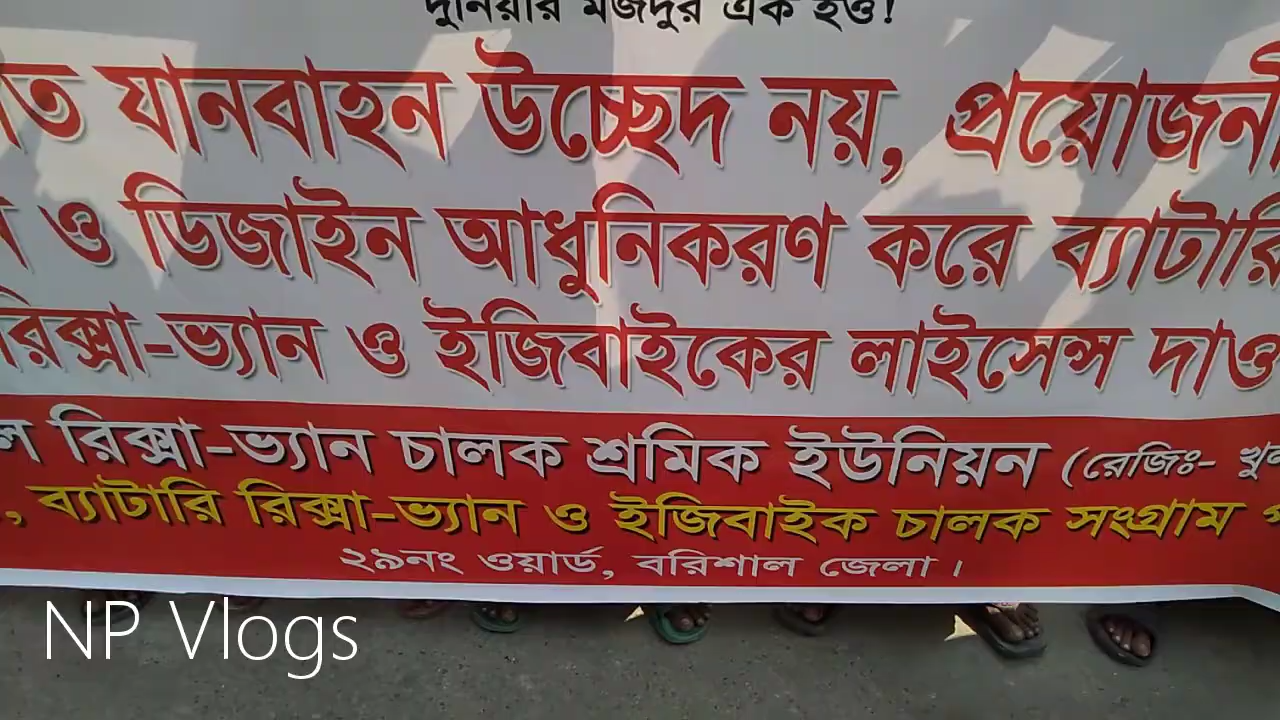 দুনিয়ার মজদুর এক হও!
যানবাহন উচ্ছেদ নয়, প্রয়োজনী
ও ডিজাইন আধুনিকরণ করে ব্যাটারি
রিক্সা-ভ্যান ও ইজিবাইকের লাইসেন্স দাও
রিক্সা-ভ্যান চালক শ্রমিক ইউনিয়ন (রেজিঃ- খুল
, ব্যাটারি রিক্সা-ভ্যান ও ইজিবাইক চালক সংগ্রাম
২৯নং ওয়ার্ড, বরিশাল জেলা।
NP Vlogs